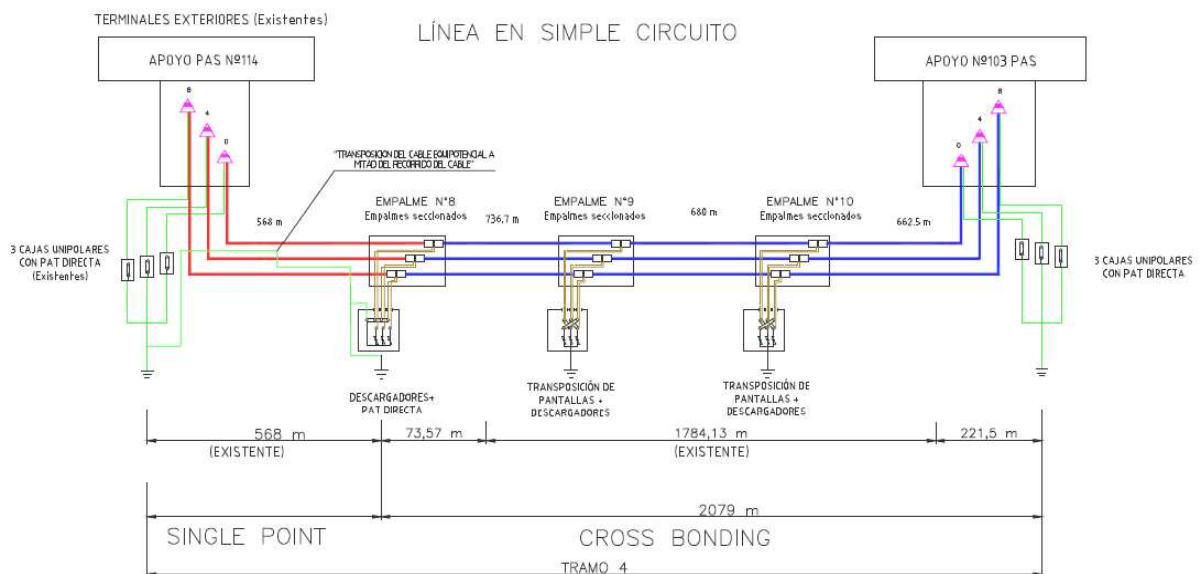 TERMINALES EXTERIORES (Existentes)
LÍNEA EN SIMPLE CIRCUITO
APOYO PAS Nº114
APOYO Nº103 PAS
8
4
0
8
4
0
"TRANSPOSICION DEL CABLE EQUIPOTENCIAL A
MITAD DEL RECORRIDO DEL CABLE"
568 m
EMPALME N°8
Empalmes seccionados
736.7 m
EMPALME N°9
Empalmes seccionados
680 m
EMPALME N°10
Empalmes seccionados
662.5 m
3 CAJAS UNIPOLARES
CON PAT DIRECTA
(Existentes)
3 CAJAS UNIPOLARES
CON PAT DIRECTA
DESCARGADORES+
PAT DIRECTA
TRANSPOSICIÓN DE
PANTALLAS +
DESCARGADORES
TRANSPOSICIÓN DE
PANTALLAS +
DESCARGADORES
568 m
(EXISTENTE)
73,57 m
1784,13 m
(EXISTENTE)
221,5 m
2079 m
SINGLE POINT
CROSS BONDING
TRAMO 4